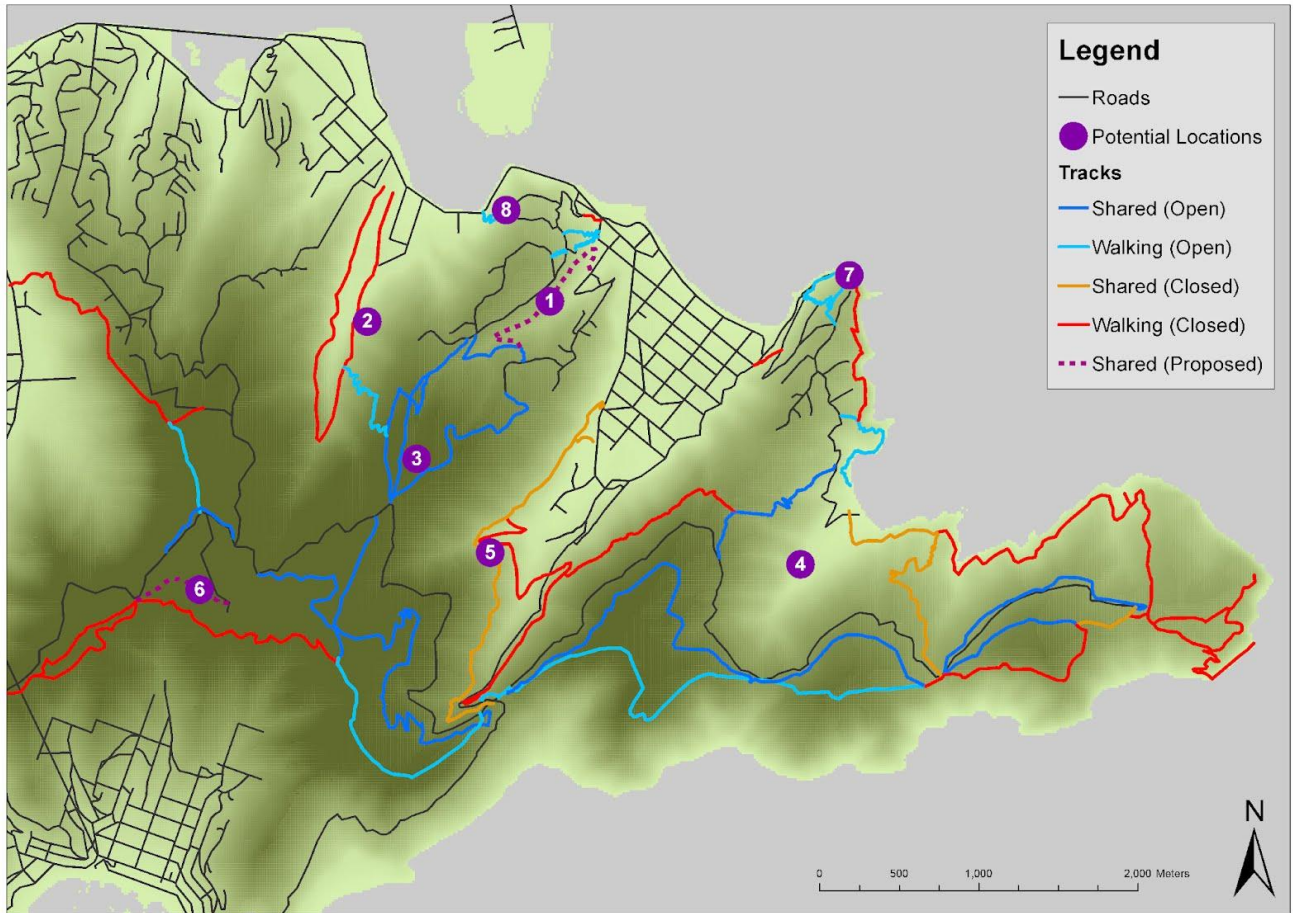 Legend
Roads
Potential Locations
Tracks
Shared (Open)
Walking (Open)
Shared (Closed)
Walking (Closed)
Shared (Proposed)
8
7
1
2
3
5
4
6
N
0 500 1,000 2,000 Meters